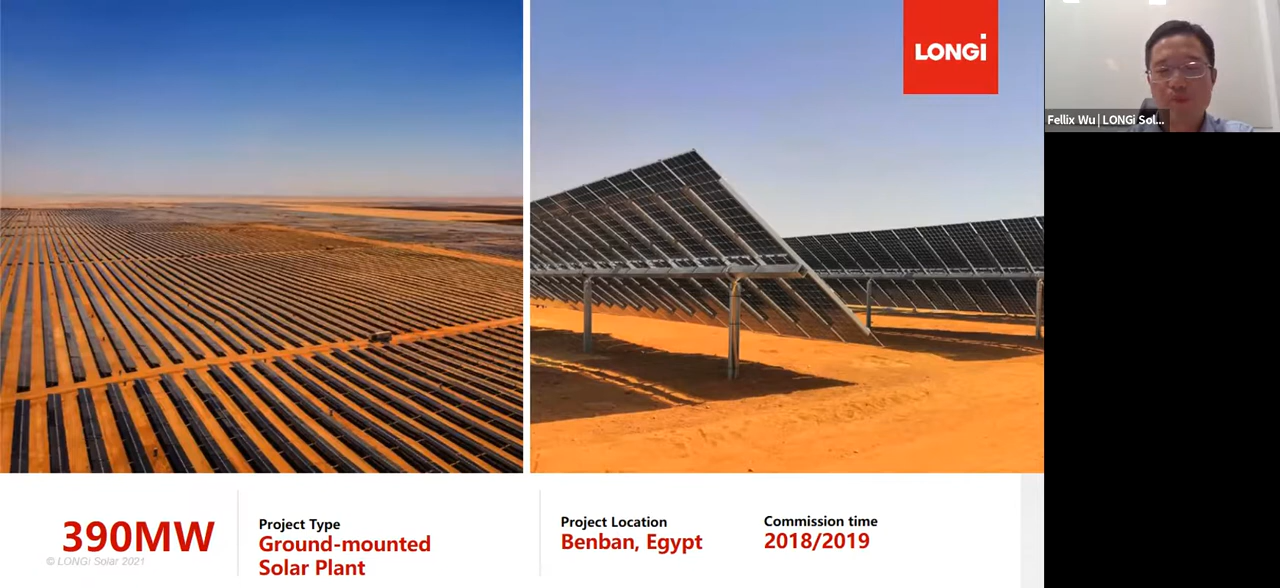 LONGi
Fellix Wu | LONGi Sol...
390MW
© LONGi Solar 2021
Project Type
Ground-mounted
Solar Plant
Project Location
Benban, Egypt
Commission time
2018/2019